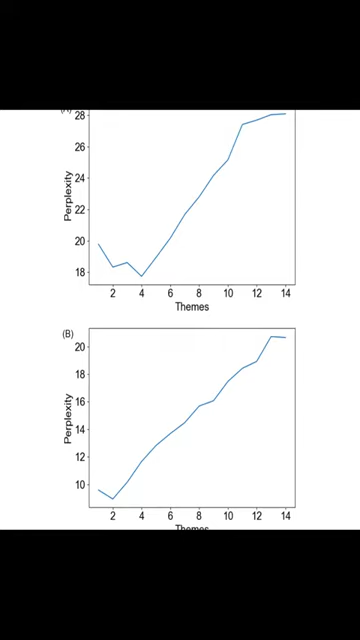 28
26
24
22
20
18
Perplexity
2 4 6 8 10 12 14
Themes
(B)
20
18
16
14
12
10
Perplexity
2 4 6 8 10 12 14
Themes